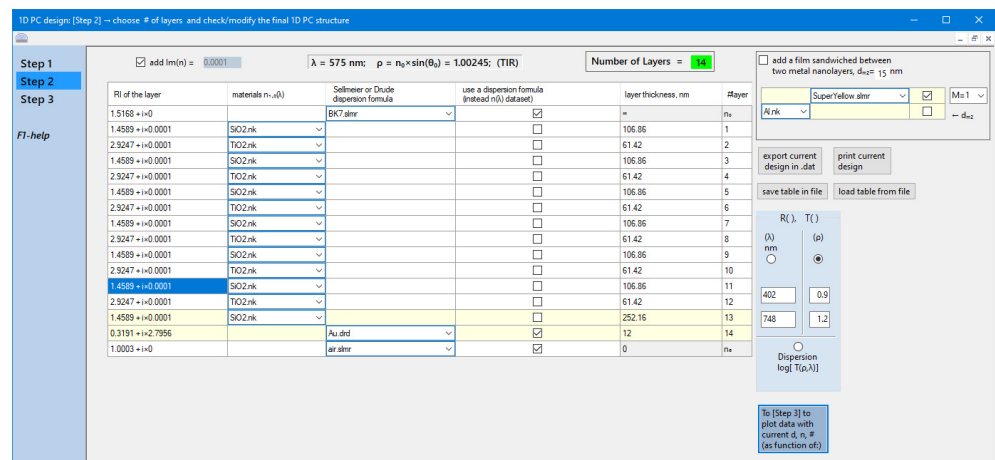 1D PC design: [Step 2] → choose # of layers and check/modify the final 1D PC structure
Step 1
Step 2
Step 3
F1-help
add Im(n) = 0.0001
λ = 575 nm; ρ = n₀×sin(θ₀) = 1.00245; (TIR)
Number of Layers = 14
RI of the layer materials n₁,₂(λ) Sellmeier or Drude dispersion formula use a dispersion formula (instead n(λ) dataset) layer thickness, nm #layer
1.5168 + i×0 BK7.slmr ∞ n₀
1.4589 + i×0.0001 SiO2.nk 106.86 1
2.9247 + i×0.0001 TiO2.nk 61.42 2
1.4589 + i×0.0001 SiO2.nk 106.86 3
2.9247 + i×0.0001 TiO2.nk 61.42 4
1.4589 + i×0.0001 SiO2.nk 106.86 5
2.9247 + i×0.0001 TiO2.nk 61.42 6
1.4589 + i×0.0001 SiO2.nk 106.86 7
2.9247 + i×0.0001 TiO2.nk 61.42 8
1.4589 + i×0.0001 SiO2.nk 106.86 9
2.9247 + i×0.0001 TiO2.nk 61.42 10
1.4589 + i×0.0001 SiO2.nk 106.86 11
2.9247 + i×0.0001 TiO2.nk 61.42 12
1.4589 + i×0.0001 SiO2.nk 252.16 13
0.3191 + i×2.7956 Au.drd 12 14
1.0003 + i×0 air.slmr 0
add a film sandwiched between
two metal nanolayers, dₘ₂= 15 nm
SuperYellow.slmr M=1
Al.nk ← dₘ₂
export current
design in .dat
print current
design
save table in file load table from file
R( ), T( )
(λ) (ρ)
nm
402 0.9
748 1.2
Dispersion
log[ T(ρ,λ)]
To [Step 3] to
plot data with
current d, n, #
(as function of:)